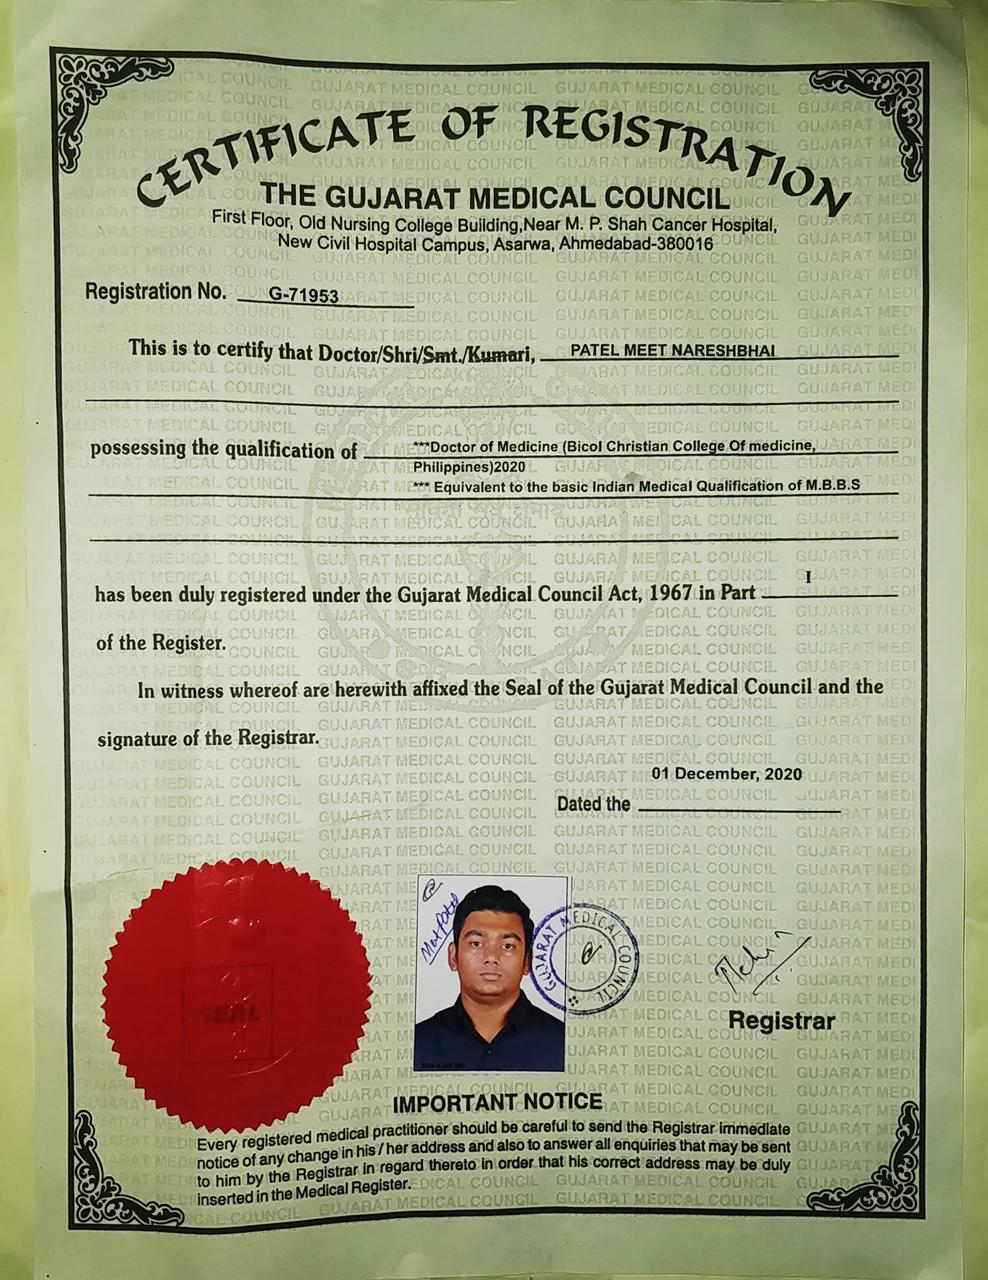 CERTIFICATE OF REGISTRATION
THE GUJARAT MEDICAL COUNCIL
First Floor, Old Nursing College Building,Near M. P. Shah Cancer Hospital,
New Civil Hospital Campus, Asarwa, Ahmedabad-380016
Registration No. G-71953
This is to certify that Doctor/Shri/Smt./Kumari, PATEL MEET NARESHBHAI
possessing the qualification of ***Doctor of Medicine (Bicol Christian College Of medicine,
Philippines)2020
*** Equivalent to the basic Indian Medical Qualification of M.B.B.S
has been duly registered under the Gujarat Medical Council Act, 1967 in Part I
of the Register.
In witness whereof are herewith affixed the Seal of the Gujarat Medical Council and the
signature of the Registrar.
01 December, 2020
Dated the
SEAL
GUJARAT MEDICAL COUNCIL
Registrar
IMPORTANT NOTICE
Every registered medical practitioner should be careful to send the Registrar immediate
notice of any change in his / her address and also to answer all enquiries that may be sent
to him by the Registrar in regard thereto in order that his correct address may be duly
inserted in the Medical Register.